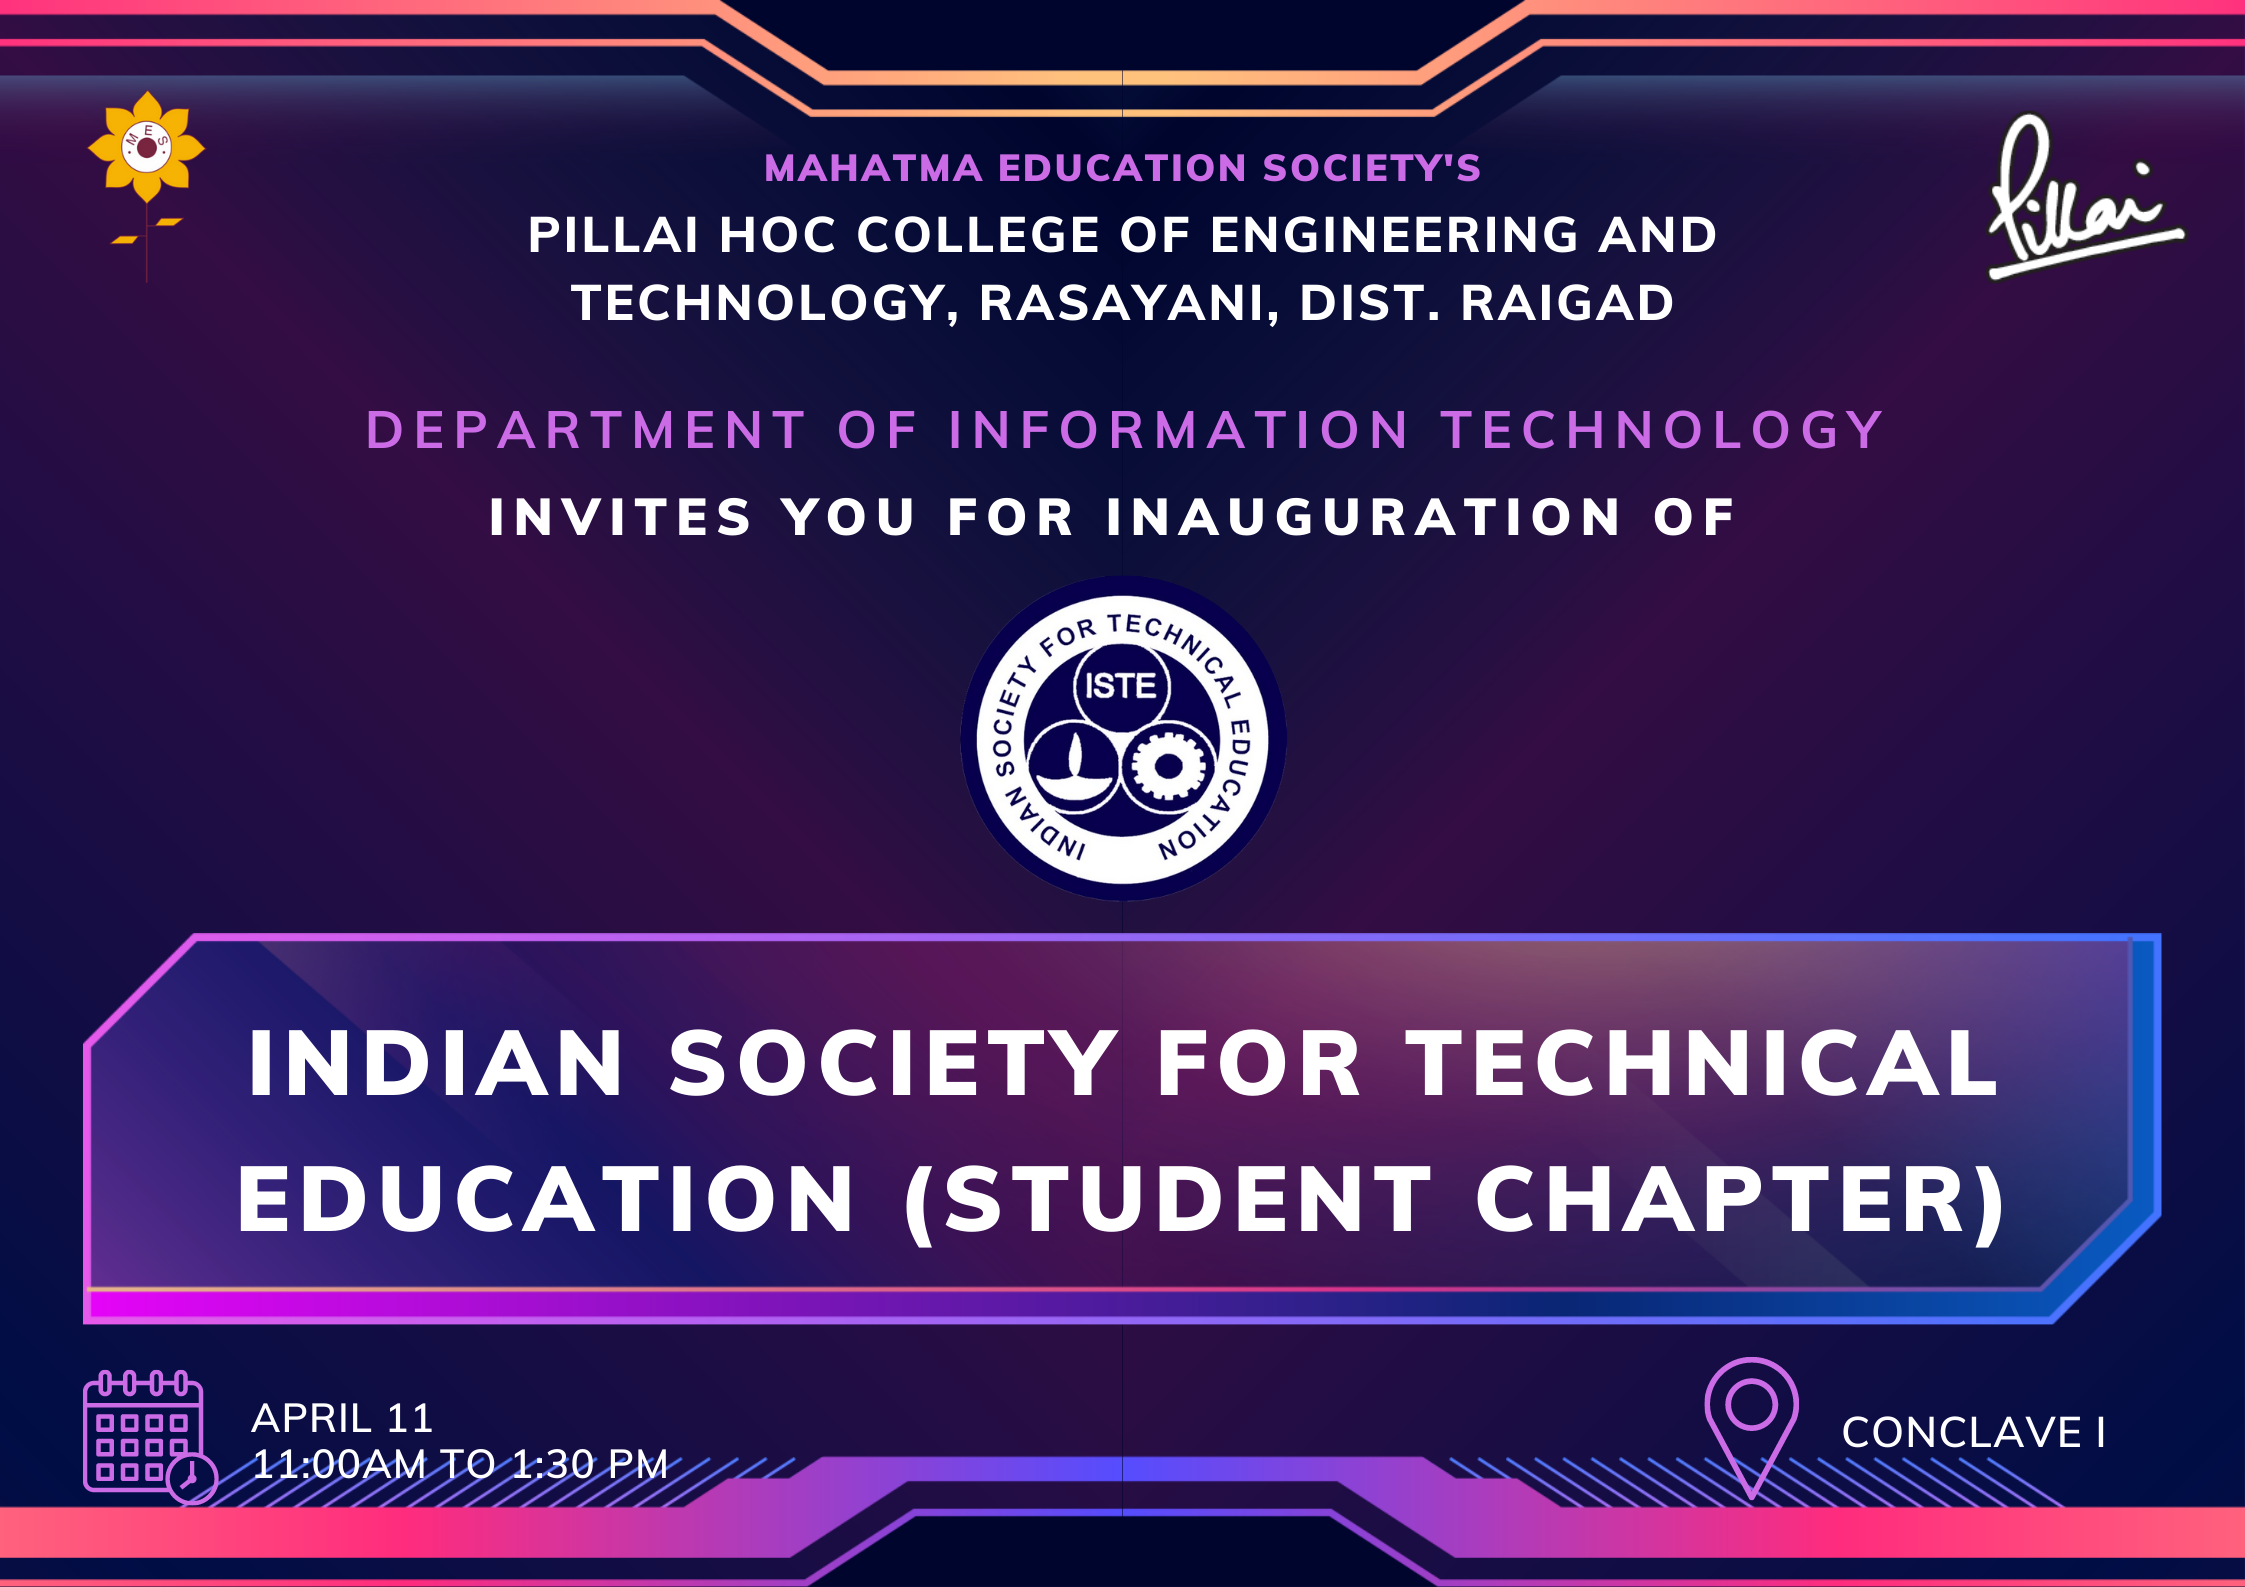 MES
Pillai
MAHATMA EDUCATION SOCIETY'S
PILLAI HOC COLLEGE OF ENGINEERING AND
TECHNOLOGY, RASAYANI, DIST. RAIGAD
DEPARTMENT OF INFORMATION TECHNOLOGY
INVITES YOU FOR INAUGURATION OF
INDIAN SOCIETY FOR TECHNICAL EDUCATION
ISTE
INDIAN SOCIETY FOR TECHNICAL
EDUCATION (STUDENT CHAPTER)
APRIL 11
11:00AM TO 1:30 PM
CONCLAVE I